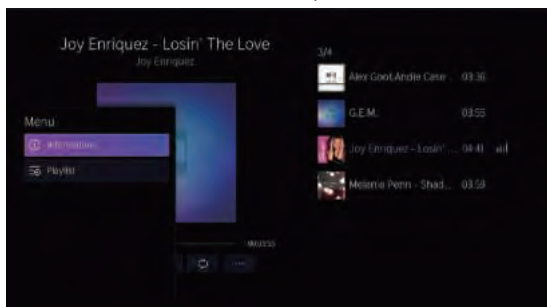 Joy Enriquez - Losin' The Love
Joy Enriquez
3/4
Alex Goot,Andie Case... 03:36
G.E.M. 03:55
Joy Enriquez - Losin' ... 04:41
Melanie Penn - Shad... 03:59
Menu
Information
Playlist